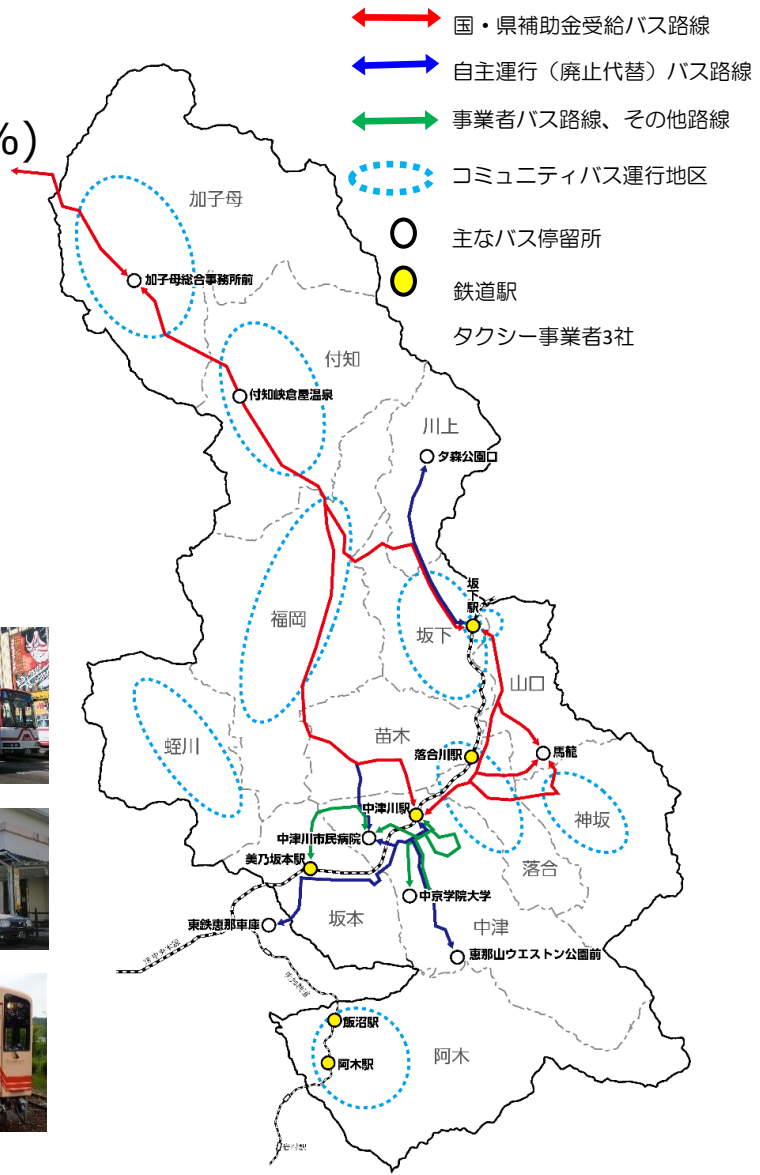 国・県補助金受給バス路線
自主運行（廃止代替）バス路線
事業者バス路線、その他路線
コミュニティバス運行地区
主なバス停留所
鉄道駅
タクシー事業者3社
%)
加子母
加子母総合事務所前
付知
付知峡倉屋温泉
川上
夕森公園口
坂下駅
福岡
坂下
山口
蛭川
苗木
落合川駅
馬籠
中津川駅
神坂
中津川市民病院
美乃坂本駅
落合
中京学院大学
坂本
中津
東鉄恵那車庫
恵那山ウエストン公園前
飯沼駅
阿木駅
阿木